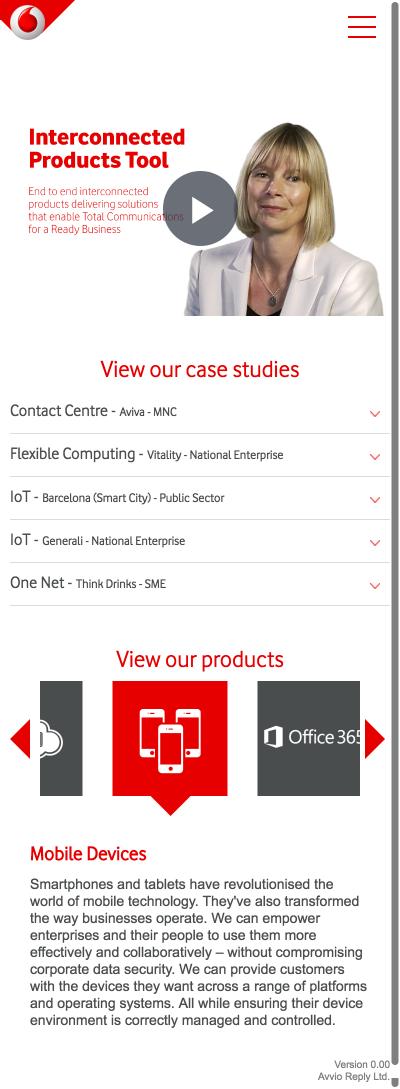 Interconnected
Products Tool
End to end interconnected
products delivering solutions
that enable Total Communications
for a Ready Business
View our case studies
Contact Centre - Aviva - MNC
Flexible Computing - Vitality - National Enterprise
IoT - Barcelona (Smart City) - Public Sector
IoT - Generali - National Enterprise
One Net - Think Drinks - SME
View our products
Office 365
Mobile Devices
Smartphones and tablets have revolutionised the
world of mobile technology. They've also transformed
the way businesses operate. We can empower
enterprises and their people to use them more
effectively and collaboratively – without compromising
corporate data security. We can provide customers
with the devices they want across a range of platforms
and operating systems. All while ensuring their device
environment is correctly managed and controlled.
Version 0.00
Avvio Reply Ltd.